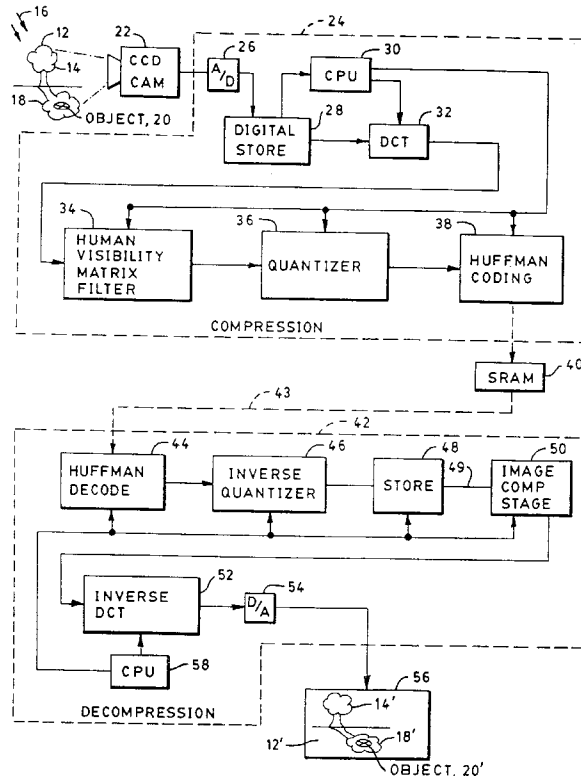 16
12
14
18
OBJECT, 20
22
CCD
CAM
24
26
A/D
30
CPU
28
DIGITAL
STORE
32
DCT
34
HUMAN
VISIBILITY
MATRIX
FILTER
36
QUANTIZER
38
HUFFMAN
CODING
COMPRESSION
SRAM
40
43
42
44
HUFFMAN
DECODE
46
INVERSE
QUANTIZER
48
STORE
49
50
IMAGE
COMP
STAGE
52
INVERSE
DCT
54
D/A
CPU
58
DECOMPRESSION
56
14'
12'
18'
OBJECT, 20'